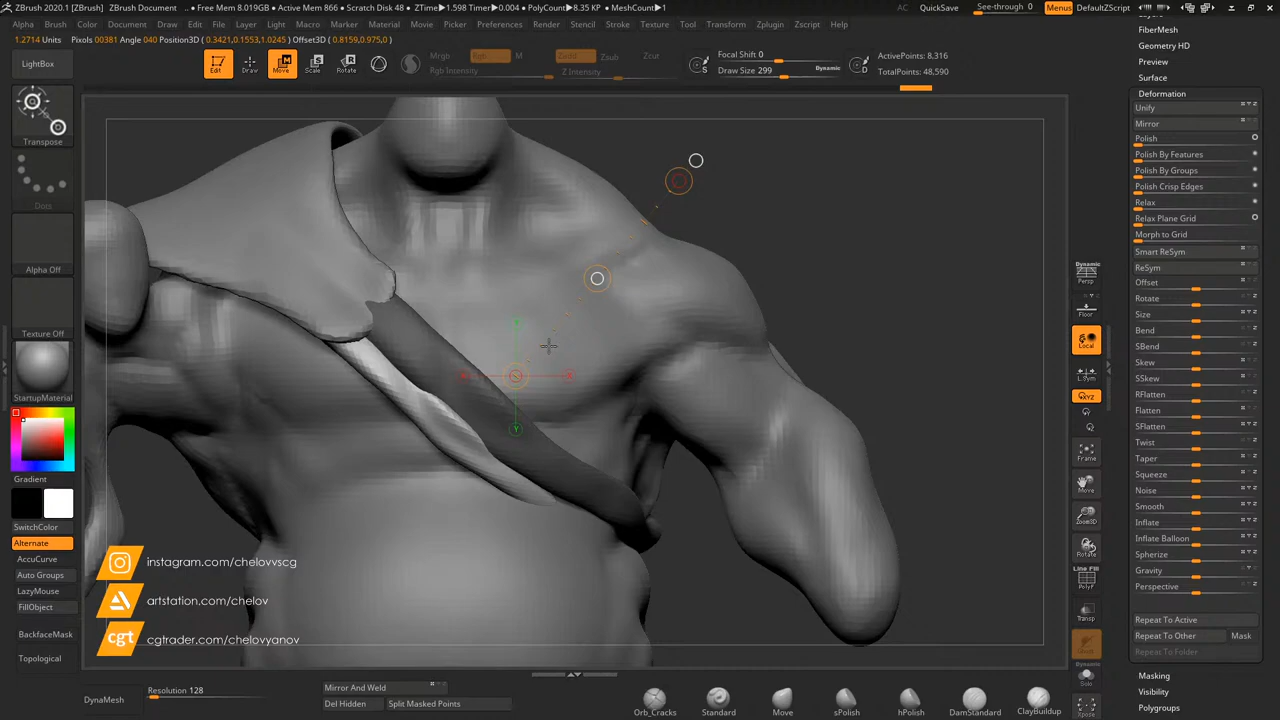 ZBrush 2020.1 [ZBrush] ZBrush Document • Free Mem 8.019GB • Active Mem 866 • Scratch Disk 48 • ZTime▶1.598 Timer▶0.004 • PolyCount▶8.35 KP • MeshCount▶1
AC QuickSave See-through 0 Menus DefaultZScript
Alpha Brush Color Document Draw Edit File Layer Light Macro Marker Material Movie Picker Preferences Render Stencil Stroke Texture Tool Transform Zplugin Zscript Help
1.2714 Units Pixels 00381 Angle 040 Position3D • (0.3421,0.1553,1.0245) Offset3D • (0.8159,0.975,0)
LightBox
Edit Draw Move Scale Rotate
Mrgb Rgb M Zadd Zsub Zcut
Rgb Intensity Z Intensity
Focal Shift 0
Draw Size 299 Dynamic
ActivePoints: 8,316
TotalPoints: 48,590
Transpose
Dots
Alpha Off
Texture Off
StartupMaterial
Gradient
SwitchColor
Alternate
AccuCurve
Auto Groups
LazyMouse
FillObject
BackfaceMask
Topological
instagram.com/chelovvscg
artstation.com/chelov
cgt
cgtrader.com/chelovyanov
DynaMesh
Resolution 128
Mirror And Weld
Del Hidden Split Masked Points
Orb_Cracks Standard Move sPolish hPolish DamStandard ClayBuildup
Dynamic
Persp
Floor
Local
L.Sym
XYZ
Frame
Move
Zoom3D
Rotate
Line Fill
PolyF
Transp
Dynamic
Solo
Xpose
FiberMesh
Geometry HD
Preview
Surface
Deformation
Unify
Mirror
Polish
Polish By Features
Polish By Groups
Polish Crisp Edges
Relax
Relax Plane Grid
Morph to Grid
Smart ReSym
ReSym
Offset
Rotate
Size
Bend
SBend
Skew
SSkew
RFlatten
Flatten
SFlatten
Twist
Taper
Squeeze
Noise
Smooth
Inflate
Inflate Balloon
Spherize
Gravity
Perspective
Repeat To Active
Repeat To Other Mask
Repeat To Folder
Masking
Visibility
Polygroups